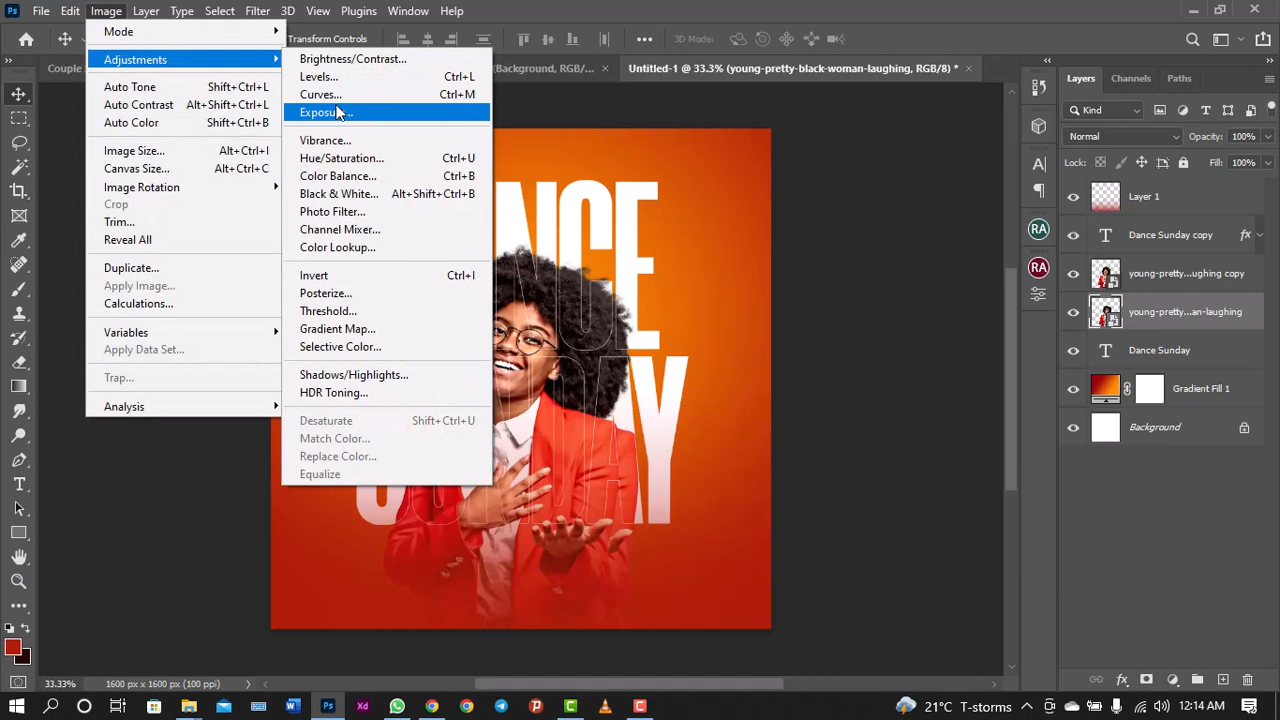 Ps File Edit Image Layer Type Select Filter 3D View Plugins Window Help
Mode
Transform Controls
3D Mode:
Adjustments
Brightness/Contrast...
Couple
(Background, RGB/...
Untitled-1 @ 33.3% (young-pretty-black-woman-laughing, RGB/8) *
Levels... Ctrl+L
Curves... Ctrl+M
Auto Tone Shift+Ctrl+L
Auto Contrast Alt+Shift+Ctrl+L
Auto Color Shift+Ctrl+B
Vibrance...
Image Size... Alt+Ctrl+I
Hue/Saturation... Ctrl+U
Canvas Size... Alt+Ctrl+C
Color Balance... Ctrl+B
Image Rotation
Black & White... Alt+Shift+Ctrl+B
Crop
Photo Filter...
Trim...
Channel Mixer...
Reveal All
Color Lookup...
Duplicate...
Invert Ctrl+I
Apply Image...
Posterize...
Calculations...
Threshold...
Variables
Gradient Map...
Apply Data Set...
Selective Color...
Trap...
Shadows/Highlights...
HDR Toning...
Analysis
Desaturate Shift+Ctrl+U
Match Color...
Replace Color...
Equalize
Layers Channels Paths
Kind
Normal Opacity: 100%
Lock: Fill: 100%
Layer 1
T Dance Sunday copy fx
young-pretty...ughing copy
young-pretty...an-laughing
T Dance Sunday
Gradient Fill 1
Background
RA
RA
33.33% 1600 px x 1600 px (100 ppi)
21°C T-storms 12:14 AM